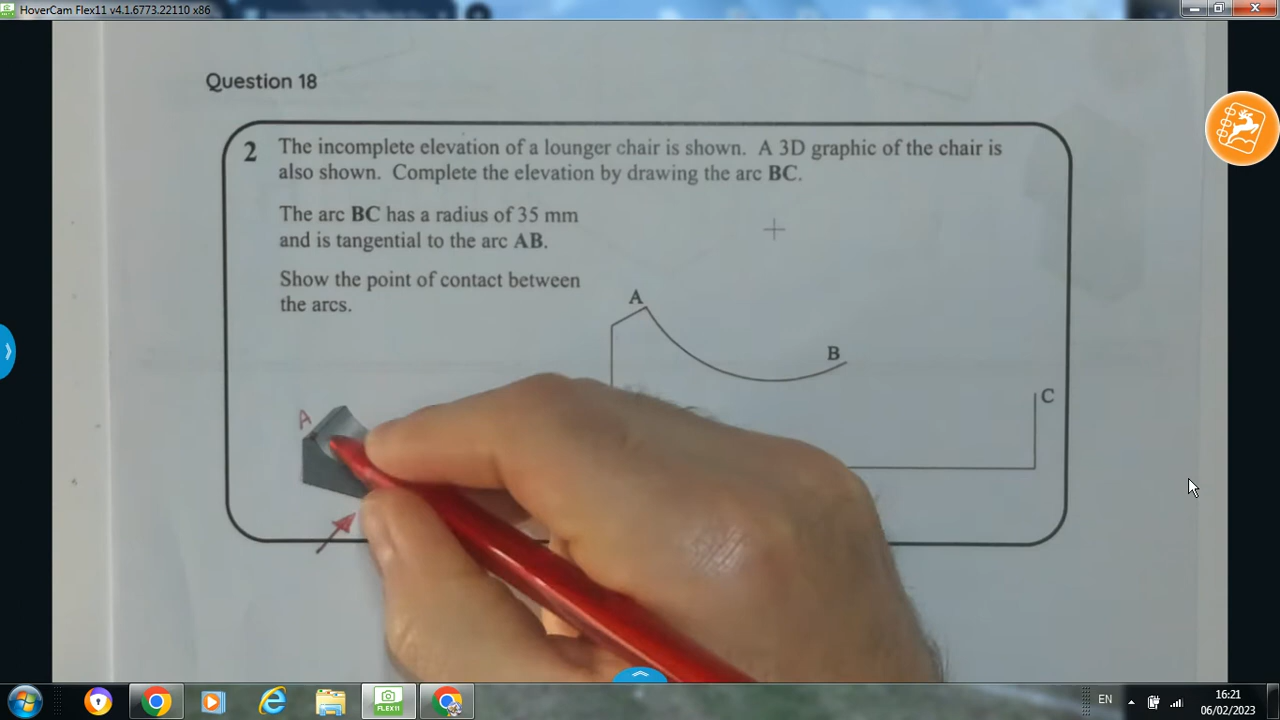 HoverCam Flex11 v4.1.6773.22110 x86
Question 18
2 The incomplete elevation of a lounger chair is shown. A 3D graphic of the chair is
also shown. Complete the elevation by drawing the arc BC.
The arc BC has a radius of 35 mm
and is tangential to the arc AB.
Show the point of contact between
the arcs.
A
B
C
A
FLEX11
EN
16:21
06/02/2023